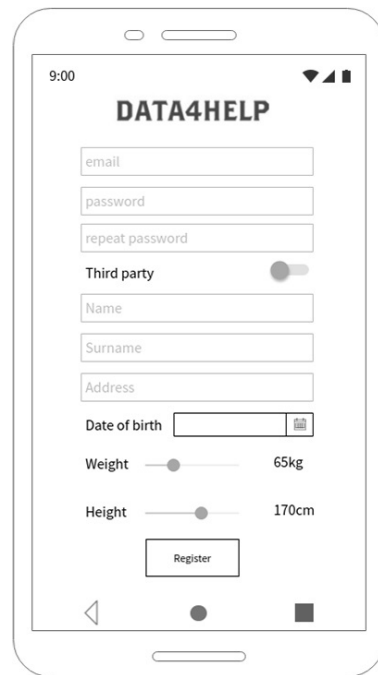 9:00
DATA4HELP
email
password
repeat password
Third party
Name
Surname
Address
Date of birth
Weight 65kg
Height 170cm
Register